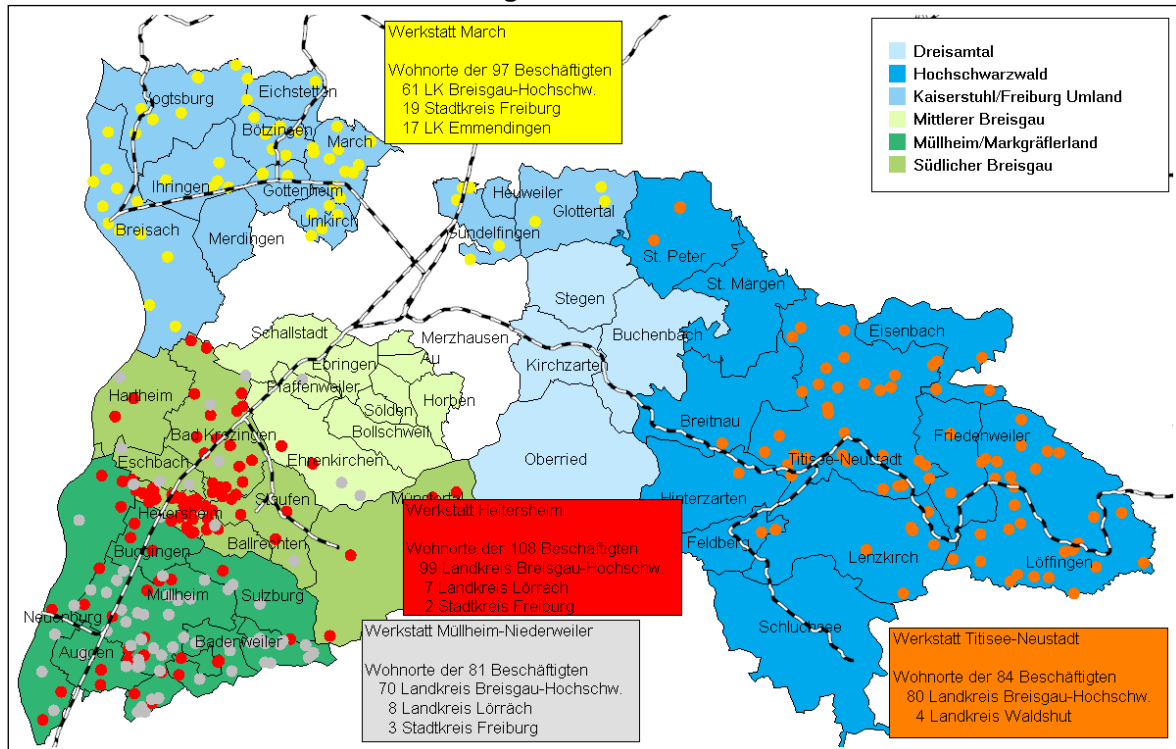 Werkstatt March
Wohnorte der 97 Beschäftigten
61 LK Breisgau-Hochschw.
19 Stadtkreis Freiburg
17 LK Emmendingen
Dreisamtal
Hochschwarzwald
Kaiserstuhl/Freiburg Umland
Mittlerer Breisgau
Müllheim/Markgräflerland
Südlicher Breisgau
Eichstetten
ogtsburg
Bötzingen
March
Ihringen
Gottenheim
Heuweiler
Glottertal
Umkirch
Breisach
Merdingen
Gundelfingen
St. Peter
St. Märgen
Stegen
Schallstadt
Merzhausen
Buchenbach
Eisenbach
Au
Ebringen
Kirchzarten
Pfaffenweiler
Hartheim
Horben
Sölden
Breitnau
Bad Krozingen
Bollschweil
Friedenweiler
Ehrenkirchen
Oberried
Titisee-Neustadt
Eschbach
Staufen
Münstertal
Hinterzarten
Heitersheim
Werkstatt Heitersheim
Wohnorte der 108 Beschäftigten
99 Landkreis Breisgau-Hochschw.
7 Landkreis Lörrach
2 Stadtkreis Freiburg
Ballrechten
Feldberg
Buggingen
Lenzkirch
Löffingen
Müllheim
Sulzburg
Neuenburg
Schluchsee
Badenweiler
Auggen
Werkstatt Müllheim-Niederweiler
Wohnorte der 81 Beschäftigten
70 Landkreis Breisgau-Hochschw.
8 Landkreis Lörrach
3 Stadtkreis Freiburg
Werkstatt Titisee-Neustadt
Wohnorte der 84 Beschäftigten
80 Landkreis Breisgau-Hochschw.
4 Landkreis Waldshut